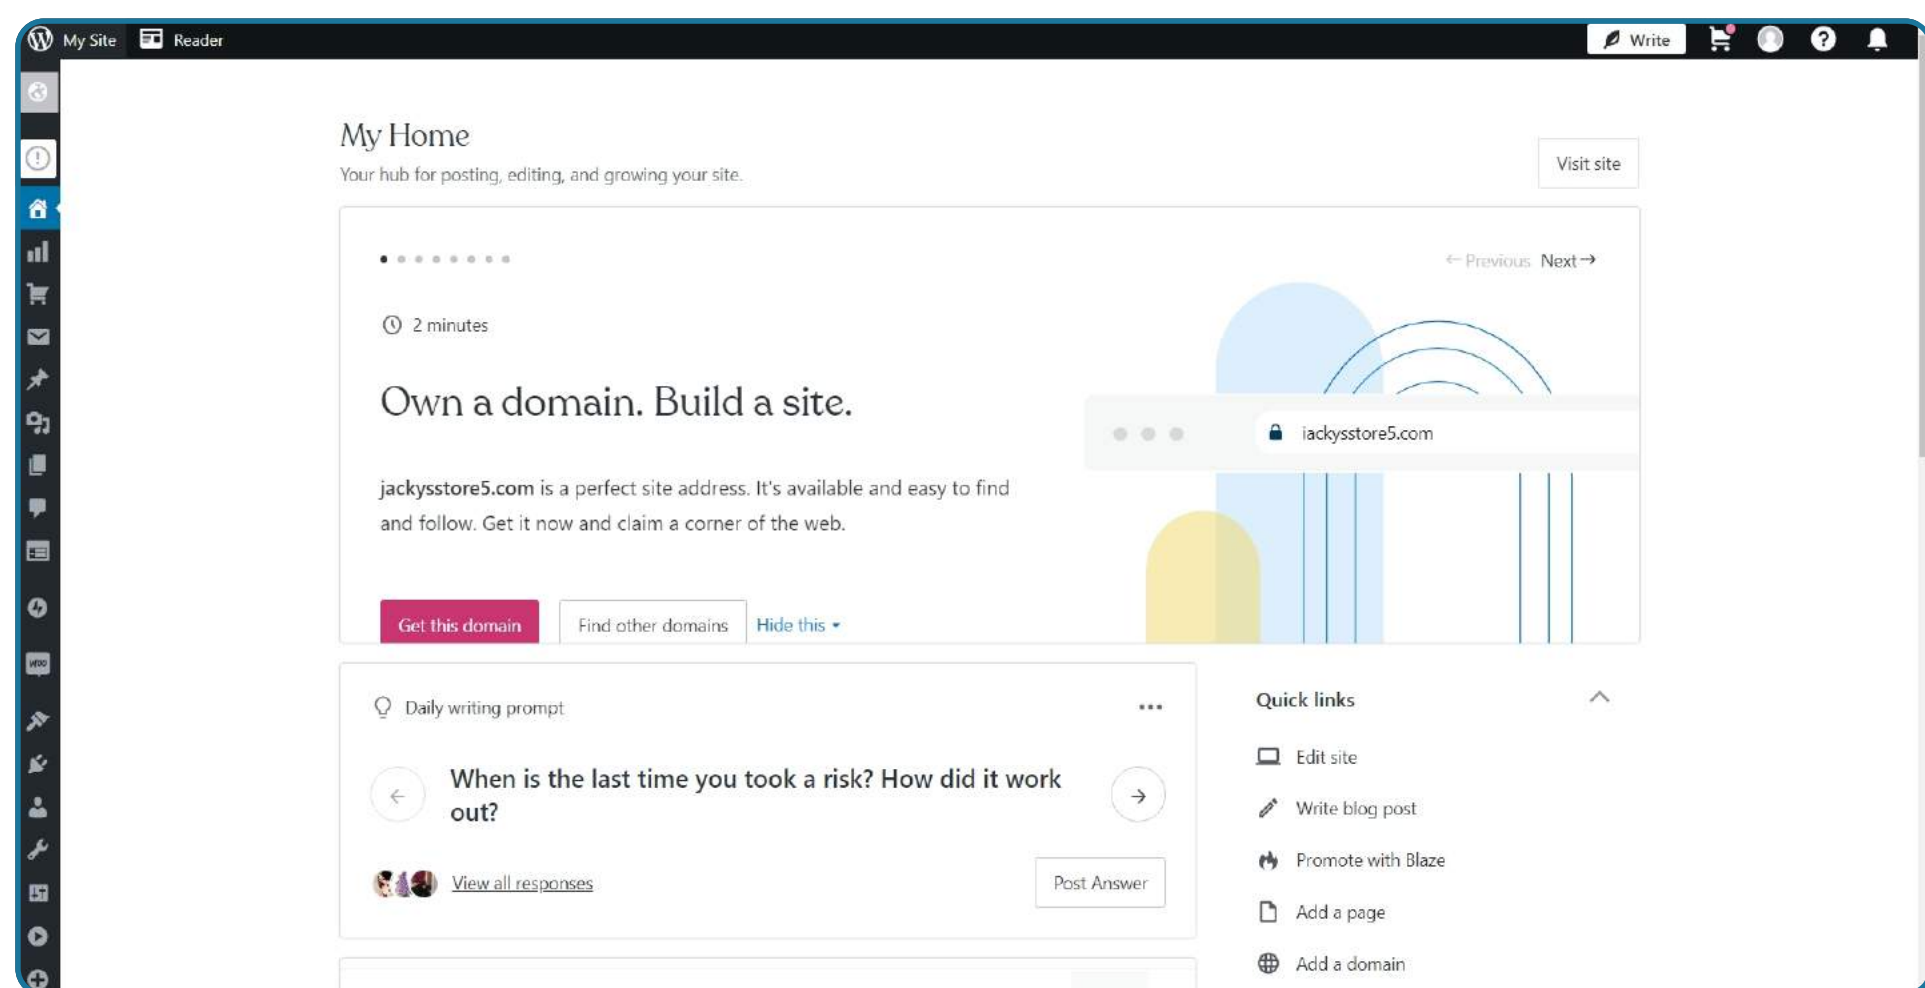 My Site
Reader
Write
My Home
Your hub for posting, editing, and growing your site.
Visit site
← Previous Next →
2 minutes
Own a domain. Build a site.
jackysstore5.com is a perfect site address. It's available and easy to find
and follow. Get it now and claim a corner of the web.
iackysstore5.com
Get this domain
Find other domains
Hide this
Daily writing prompt
When is the last time you took a risk? How did it work
out?
View all responses
Post Answer
Quick links
Edit site
Write blog post
Promote with Blaze
Add a page
Add a domain
WOO